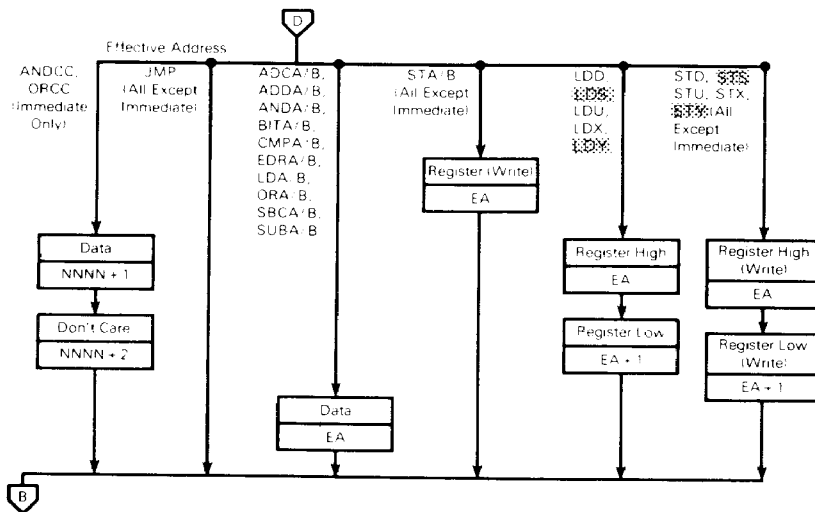 D
Effective Address
ANDCC,
ORCC
(Immediate
Only)
JMP
(All Except
Immediate)
ADCA/B,
ADDA/B,
ANDA/B,
BITA/B,
CMPA/B,
EDRA/B,
LDA/B,
ORA/B,
SBCA/B,
SUBA/B
STA/B
(All Except
Immediate)
LDD,
LDS,
LDU,
LDX,
LDY,
STD, STS
STU, STX,
STY (All
Except
Immediate)
Data
NNNN + 1
Don't Care
NNNN + 2
Data
EA
Register (Write)
EA
Register High
EA
Register Low
EA + 1
Register High
(Write)
EA
Register Low
(Write)
EA + 1
B